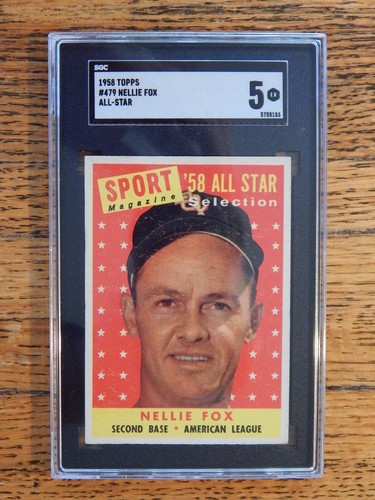 SGC
1958 TOPPS
#479 NELLIE FOX
ALL-STAR
5 EX
5755153
SPORT '58 ALL STAR
Magazine Selection
NELLIE FOX
SECOND BASE • AMERICAN LEAGUE